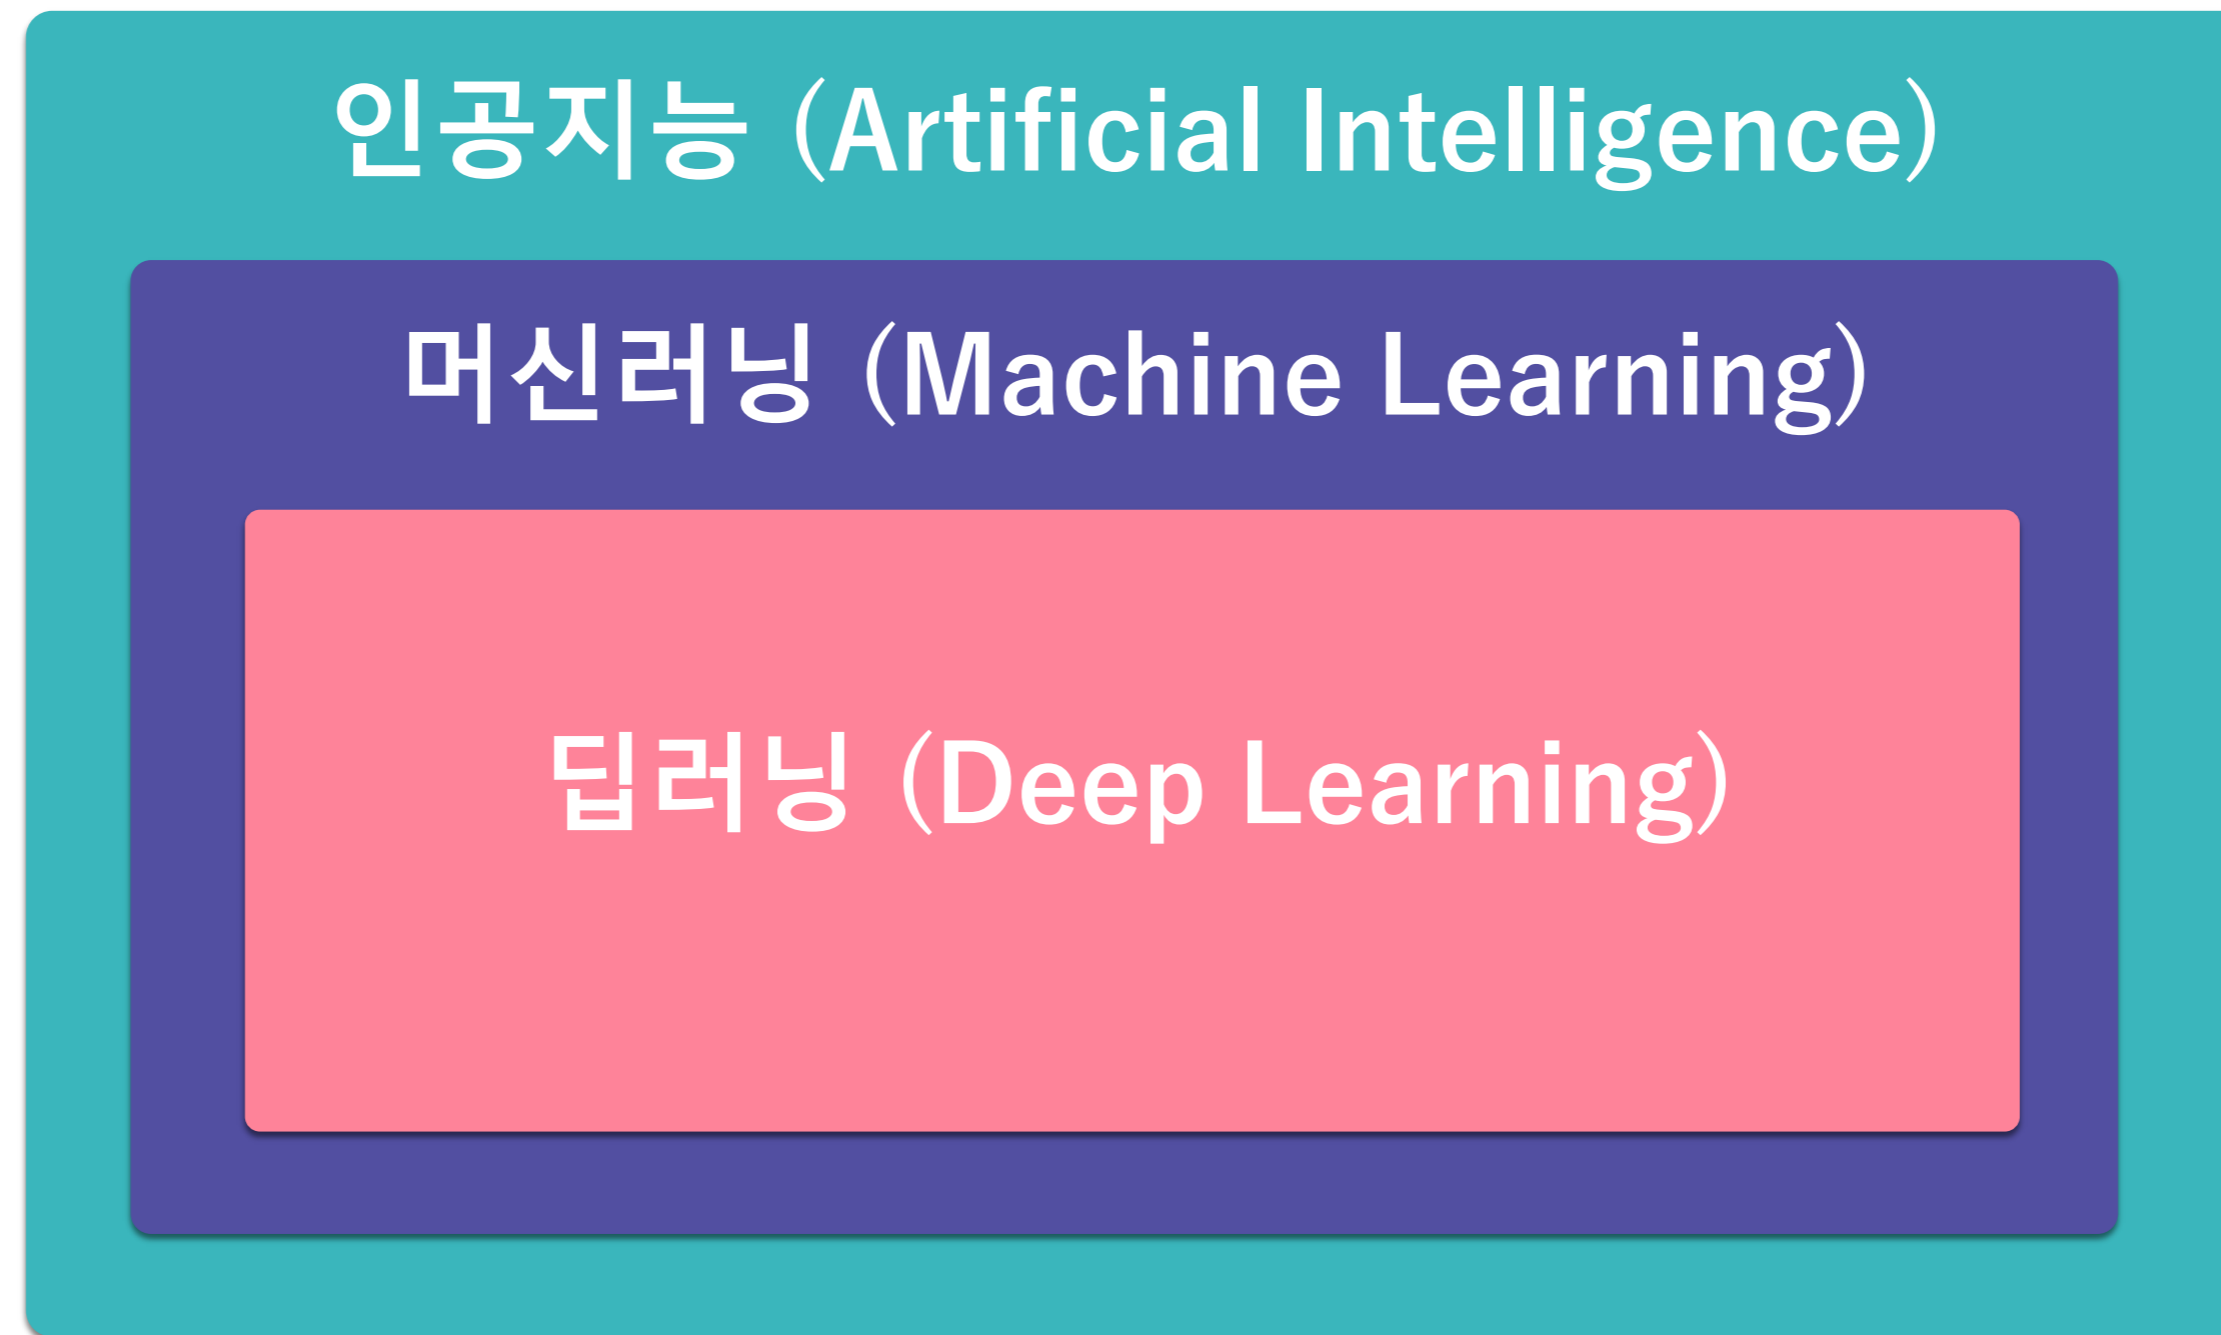 인공지능 (Artificial Intelligence)
머신러닝 (Machine Learning)
딥러닝 (Deep Learning)